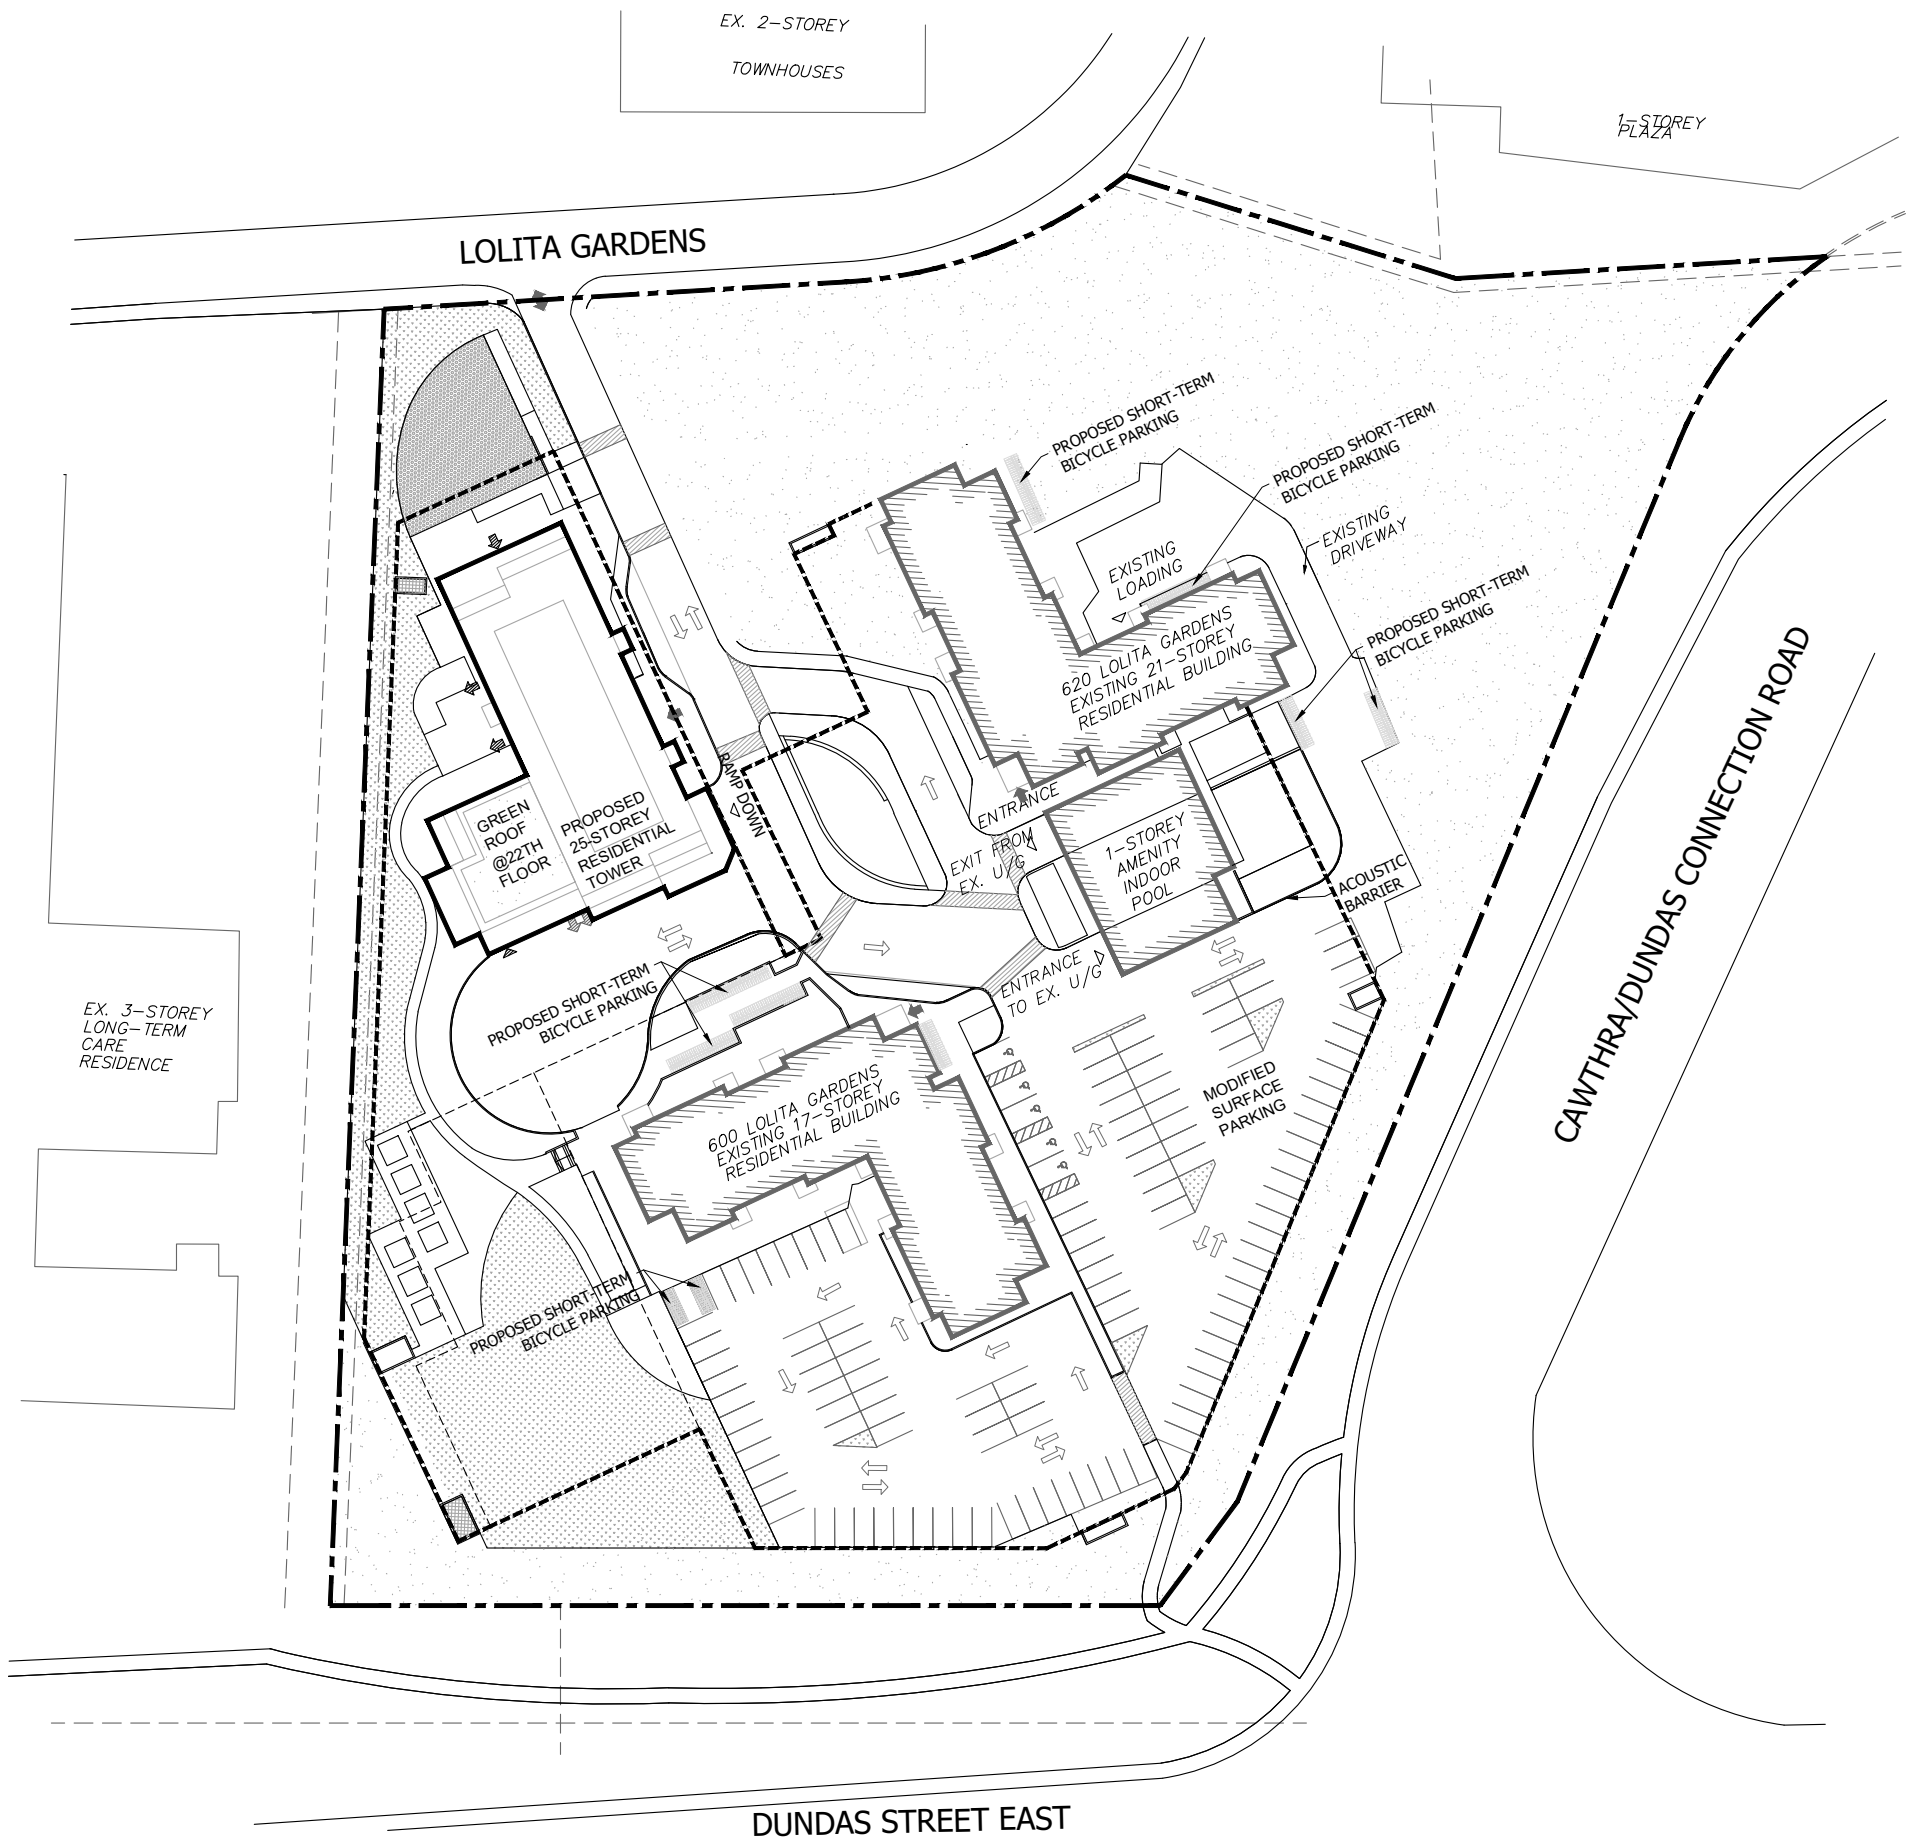 EX. 2-STOREY
TOWNHOUSES
1-STOREY
PLAZA
LOLITA GARDENS
PROPOSED SHORT-TERM
BICYCLE PARKING
PROPOSED SHORT-TERM
BICYCLE PARKING
EXISTING
DRIVEWAY
EXISTING
LOADING
PROPOSED SHORT-TERM
BICYCLE PARKING
620 LOLITA GARDENS
EXISTING 21-STOREY
RESIDENTIAL BUILDING
CAWTHRA/DUNDAS CONNECTION ROAD
RAMP DOWN
GREEN
ROOF
@22TH
FLOOR
PROPOSED
25-STOREY
RESIDENTIAL
TOWER
ENTRANCE
EXIT FROM
EX. U/G
1-STOREY
AMENITY
INDOOR
POOL
ACOUSTIC
BARRIER
ENTRANCE
TO EX. U/G
PROPOSED SHORT-TERM
BICYCLE PARKING
EX. 3-STOREY
LONG-TERM
CARE
RESIDENCE
600 LOLITA GARDENS
EXISTING 17-STOREY
RESIDENTIAL BUILDING
MODIFIED
SURFACE
PARKING
PROPOSED SHORT-TERM
BICYCLE PARKING
DUNDAS STREET EAST